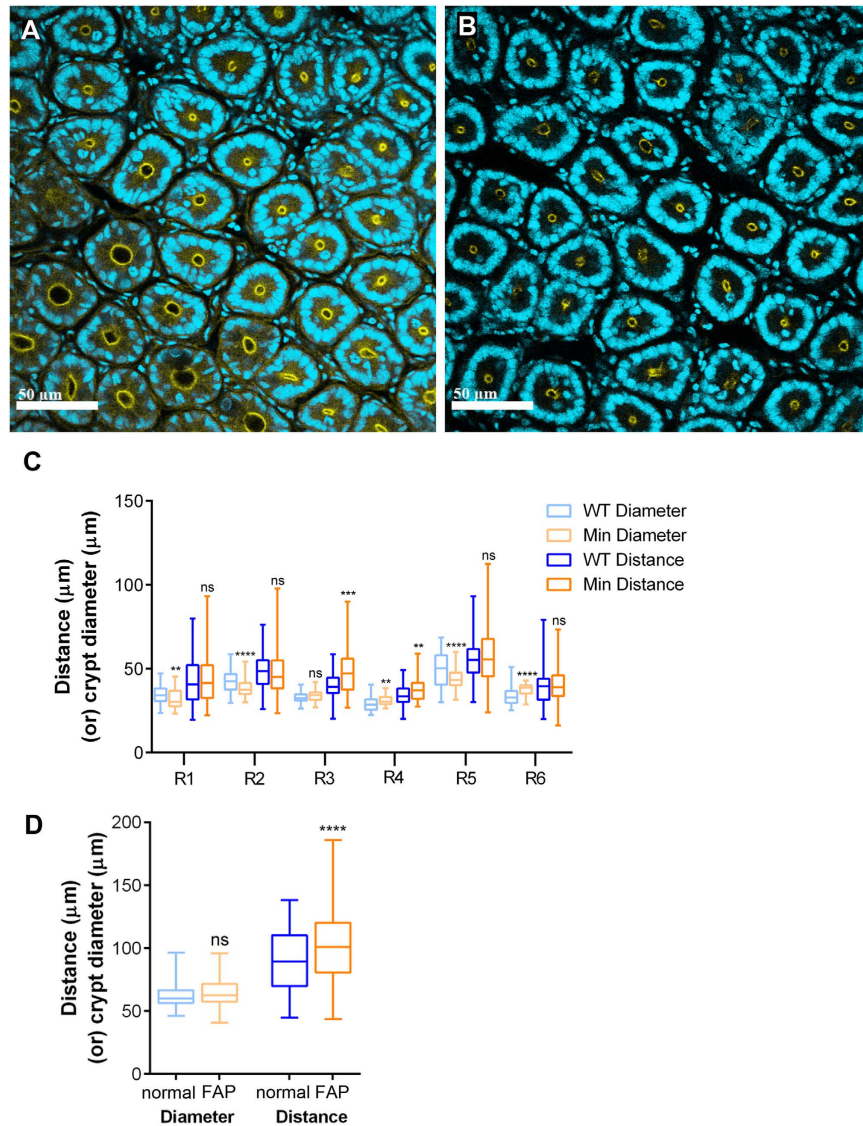 A
B
50 µm
50 µm
C
Distance (µm)
(or) crypt diameter (µm)
150
100
50
0
WT Diameter
Min Diameter
WT Distance
Min Distance
** ns
**** ns
ns ***
** **
**** ns
**** ns
R1 R2 R3 R4 R5 R6
D
Distance (µm)
(or) crypt diameter (µm)
200
150
100
50
0
ns
****
normal FAP normal FAP
Diameter Distance